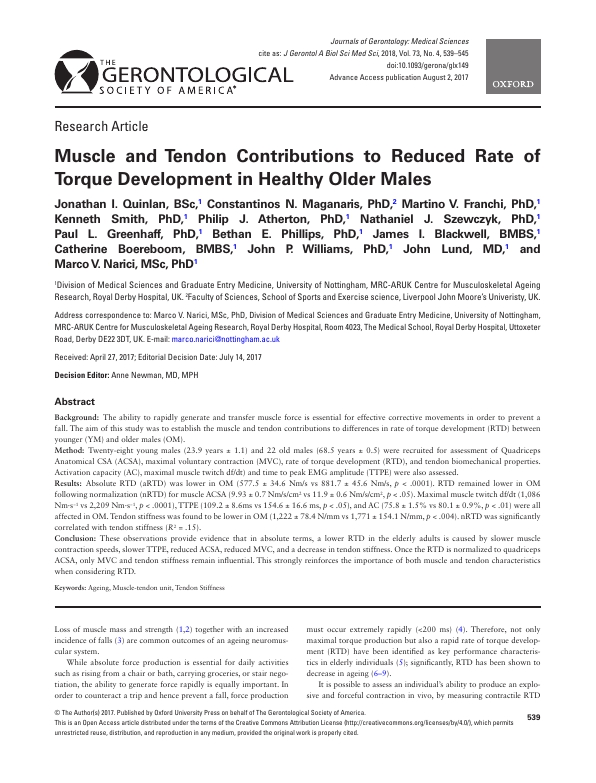 Journals of Gerontology: Medical Sciences
cite as: J Gerontol A Biol Sci Med Sci, 2018, Vol. 73, No. 4, 539–545
doi:10.1093/gerona/glx149
Advance Access publication August 2, 2017
THE
GERONTOLOGICAL
SOCIETY OF AMERICA
OXFORD
Research Article
Muscle and Tendon Contributions to Reduced Rate of
Torque Development in Healthy Older Males
Jonathan I. Quinlan, BSc,1 Constantinos N. Maganaris, PhD,2 Martino V. Franchi, PhD,1
Kenneth Smith, PhD,1 Philip J. Atherton, PhD,1 Nathaniel J. Szewczyk, PhD,1
Paul L. Greenhaff, PhD,1 Bethan E. Phillips, PhD,1 James I. Blackwell, BMBS,1
Catherine Boereboom, BMBS,1 John P. Williams, PhD,1 John Lund, MD,1 and
Marco V. Narici, MSc, PhD1
1Division of Medical Sciences and Graduate Entry Medicine, University of Nottingham, MRC-ARUK Centre for Musculoskeletal Ageing
Research, Royal Derby Hospital, UK. 2Faculty of Sciences, School of Sports and Exercise science, Liverpool John Moore's Univeristy, UK.
Address correspondence to: Marco V. Narici, MSc, PhD, Division of Medical Sciences and Graduate Entry Medicine, University of Nottingham,
MRC-ARUK Centre for Musculoskeletal Ageing Research, Royal Derby Hospital, Room 4023, The Medical School, Royal Derby Hospital, Uttoxeter
Road, Derby DE22 3DT, UK. E-mail: marco.narici@nottingham.ac.uk
Received: April 27, 2017; Editorial Decision Date: July 14, 2017
Decision Editor: Anne Newman, MD, MPH
Abstract
Background: The ability to rapidly generate and transfer muscle force is essential for effective corrective movements in order to prevent a
fall. The aim of this study was to establish the muscle and tendon contributions to differences in rate of torque development (RTD) between
younger (YM) and older males (OM).
Method: Twenty-eight young males (23.9 years ± 1.1) and 22 old males (68.5 years ± 0.5) were recruited for assessment of Quadriceps
Anatomical CSA (ACSA), maximal voluntary contraction (MVC), rate of torque development (RTD), and tendon biomechanical properties.
Activation capacity (AC), maximal muscle twitch df/dt) and time to peak EMG amplitude (TTPE) were also assessed.
Results: Absolute RTD (aRTD) was lower in OM (577.5 ± 34.6 Nm/s vs 881.7 ± 45.6 Nm/s, p < .0001). RTD remained lower in OM
following normalization (nRTD) for muscle ACSA (9.93 ± 0.7 Nm/s/cm² vs 11.9 ± 0.6 Nm/s/cm², p < .05). Maximal muscle twitch df/dt (1,086
Nm·s⁻¹ vs 2,209 Nm·s⁻¹, p < .0001), TTPE (109.2 ± 8.6ms vs 154.6 ± 16.6 ms, p < .05), and AC (75.8 ± 1.5% vs 80.1 ± 0.9%, p < .01) were all
affected in OM. Tendon stiffness was found to be lower in OM (1,222 ± 78.4 N/mm vs 1,771 ± 154.1 N/mm, p < .004). nRTD was significantly
correlated with tendon stiffness (R² = .15).
Conclusion: These observations provide evidence that in absolute terms, a lower RTD in the elderly adults is caused by slower muscle
contraction speeds, slower TTPE, reduced ACSA, reduced MVC, and a decrease in tendon stiffness. Once the RTD is normalized to quadriceps
ACSA, only MVC and tendon stiffness remain influential. This strongly reinforces the importance of both muscle and tendon characteristics
when considering RTD.
Keywords: Ageing, Muscle-tendon unit, Tendon Stiffness
Loss of muscle mass and strength (1,2) together with an increased
incidence of falls (3) are common outcomes of an ageing neuromus-
cular system.
While absolute force production is essential for daily activities
such as rising from a chair or bath, carrying groceries, or stair nego-
tiation, the ability to generate force rapidly is equally important. In
order to counteract a trip and hence prevent a fall, force production
must occur extremely rapidly (<200 ms) (4). Therefore, not only
maximal torque production but also a rapid rate of torque develop-
ment (RTD) have been identified as key performance characteris-
tics in elderly individuals (5); significantly, RTD has been shown to
decrease in ageing (6–9).
It is possible to assess an individual's ability to produce an explo-
sive and forceful contraction in vivo, by measuring contractile RTD
© The Author(s) 2017. Published by Oxford University Press on behalf of The Gerontological Society of America.
This is an Open Access article distributed under the terms of the Creative Commons Attribution License (http://creativecommons.org/licenses/by/4.0/), which permits
unrestricted reuse, distribution, and reproduction in any medium, provided the original work is properly cited.
539